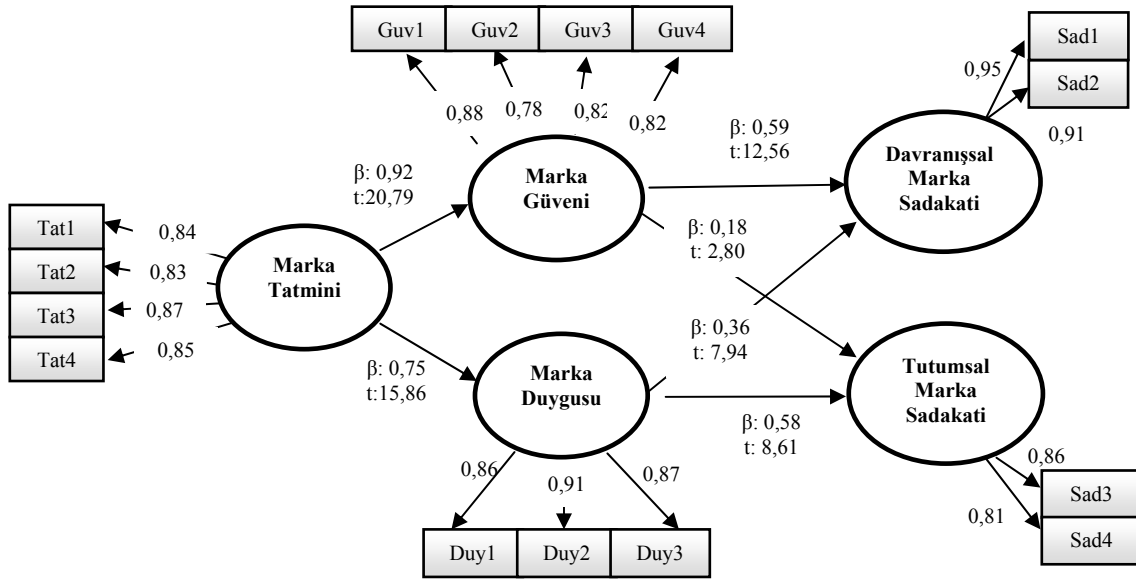 Guv1 Guv2 Guv3 Guv4
0,88 0,78 0,82 0,82
Sad1
Sad2
0,95
0,91
β: 0,92
t:20,79
Marka
Güveni
β: 0,59
t:12,56
Davranışsal
Marka
Sadakati
Tat1
Tat2
Tat3
Tat4
0,84
0,83
0,87
0,85
Marka
Tatmini
β: 0,18
t: 2,80
β: 0,36
t: 7,94
β: 0,75
t:15,86
Marka
Duygusu
β: 0,58
t: 8,61
Tutumsal
Marka
Sadakati
0,86 0,91 0,87
Duy1 Duy2 Duy3
0,86
0,81
Sad3
Sad4